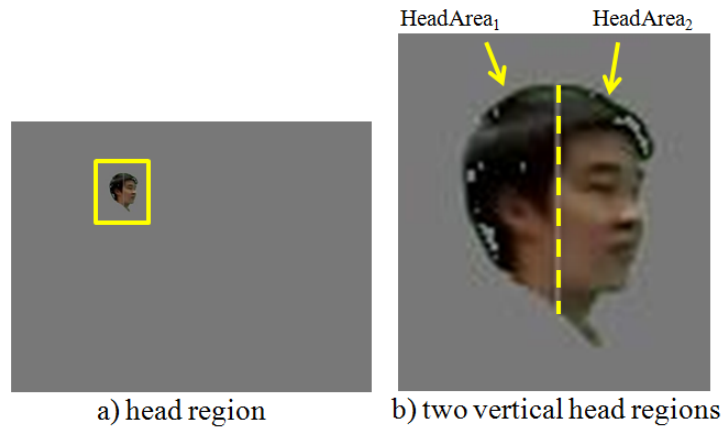 HeadArea₁ HeadArea₂
a) head region
b) two vertical head regions